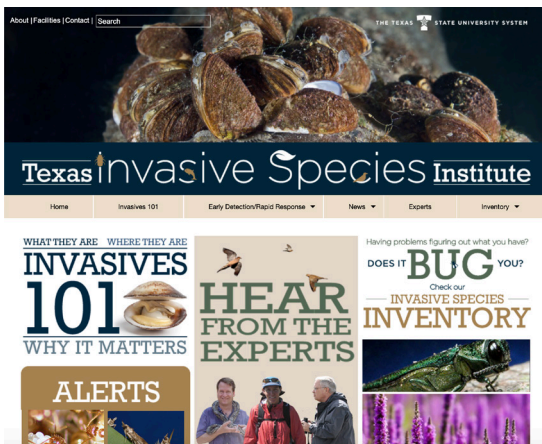 About | Facilities | Contact | Search
THE TEXAS STATE UNIVERSITY SYSTEM
Texas Invasive Species Institute
Home Invasives 101 Early Detection/Rapid Response News Experts Inventory
WHAT THEY ARE WHERE THEY ARE
INVASIVES
101
WHY IT MATTERS
ALERTS
HEAR
FROM THE
EXPERTS
Having problems figuring out what you have?
DOES IT BUG YOU?
Check our
INVASIVE SPECIES
INVENTORY